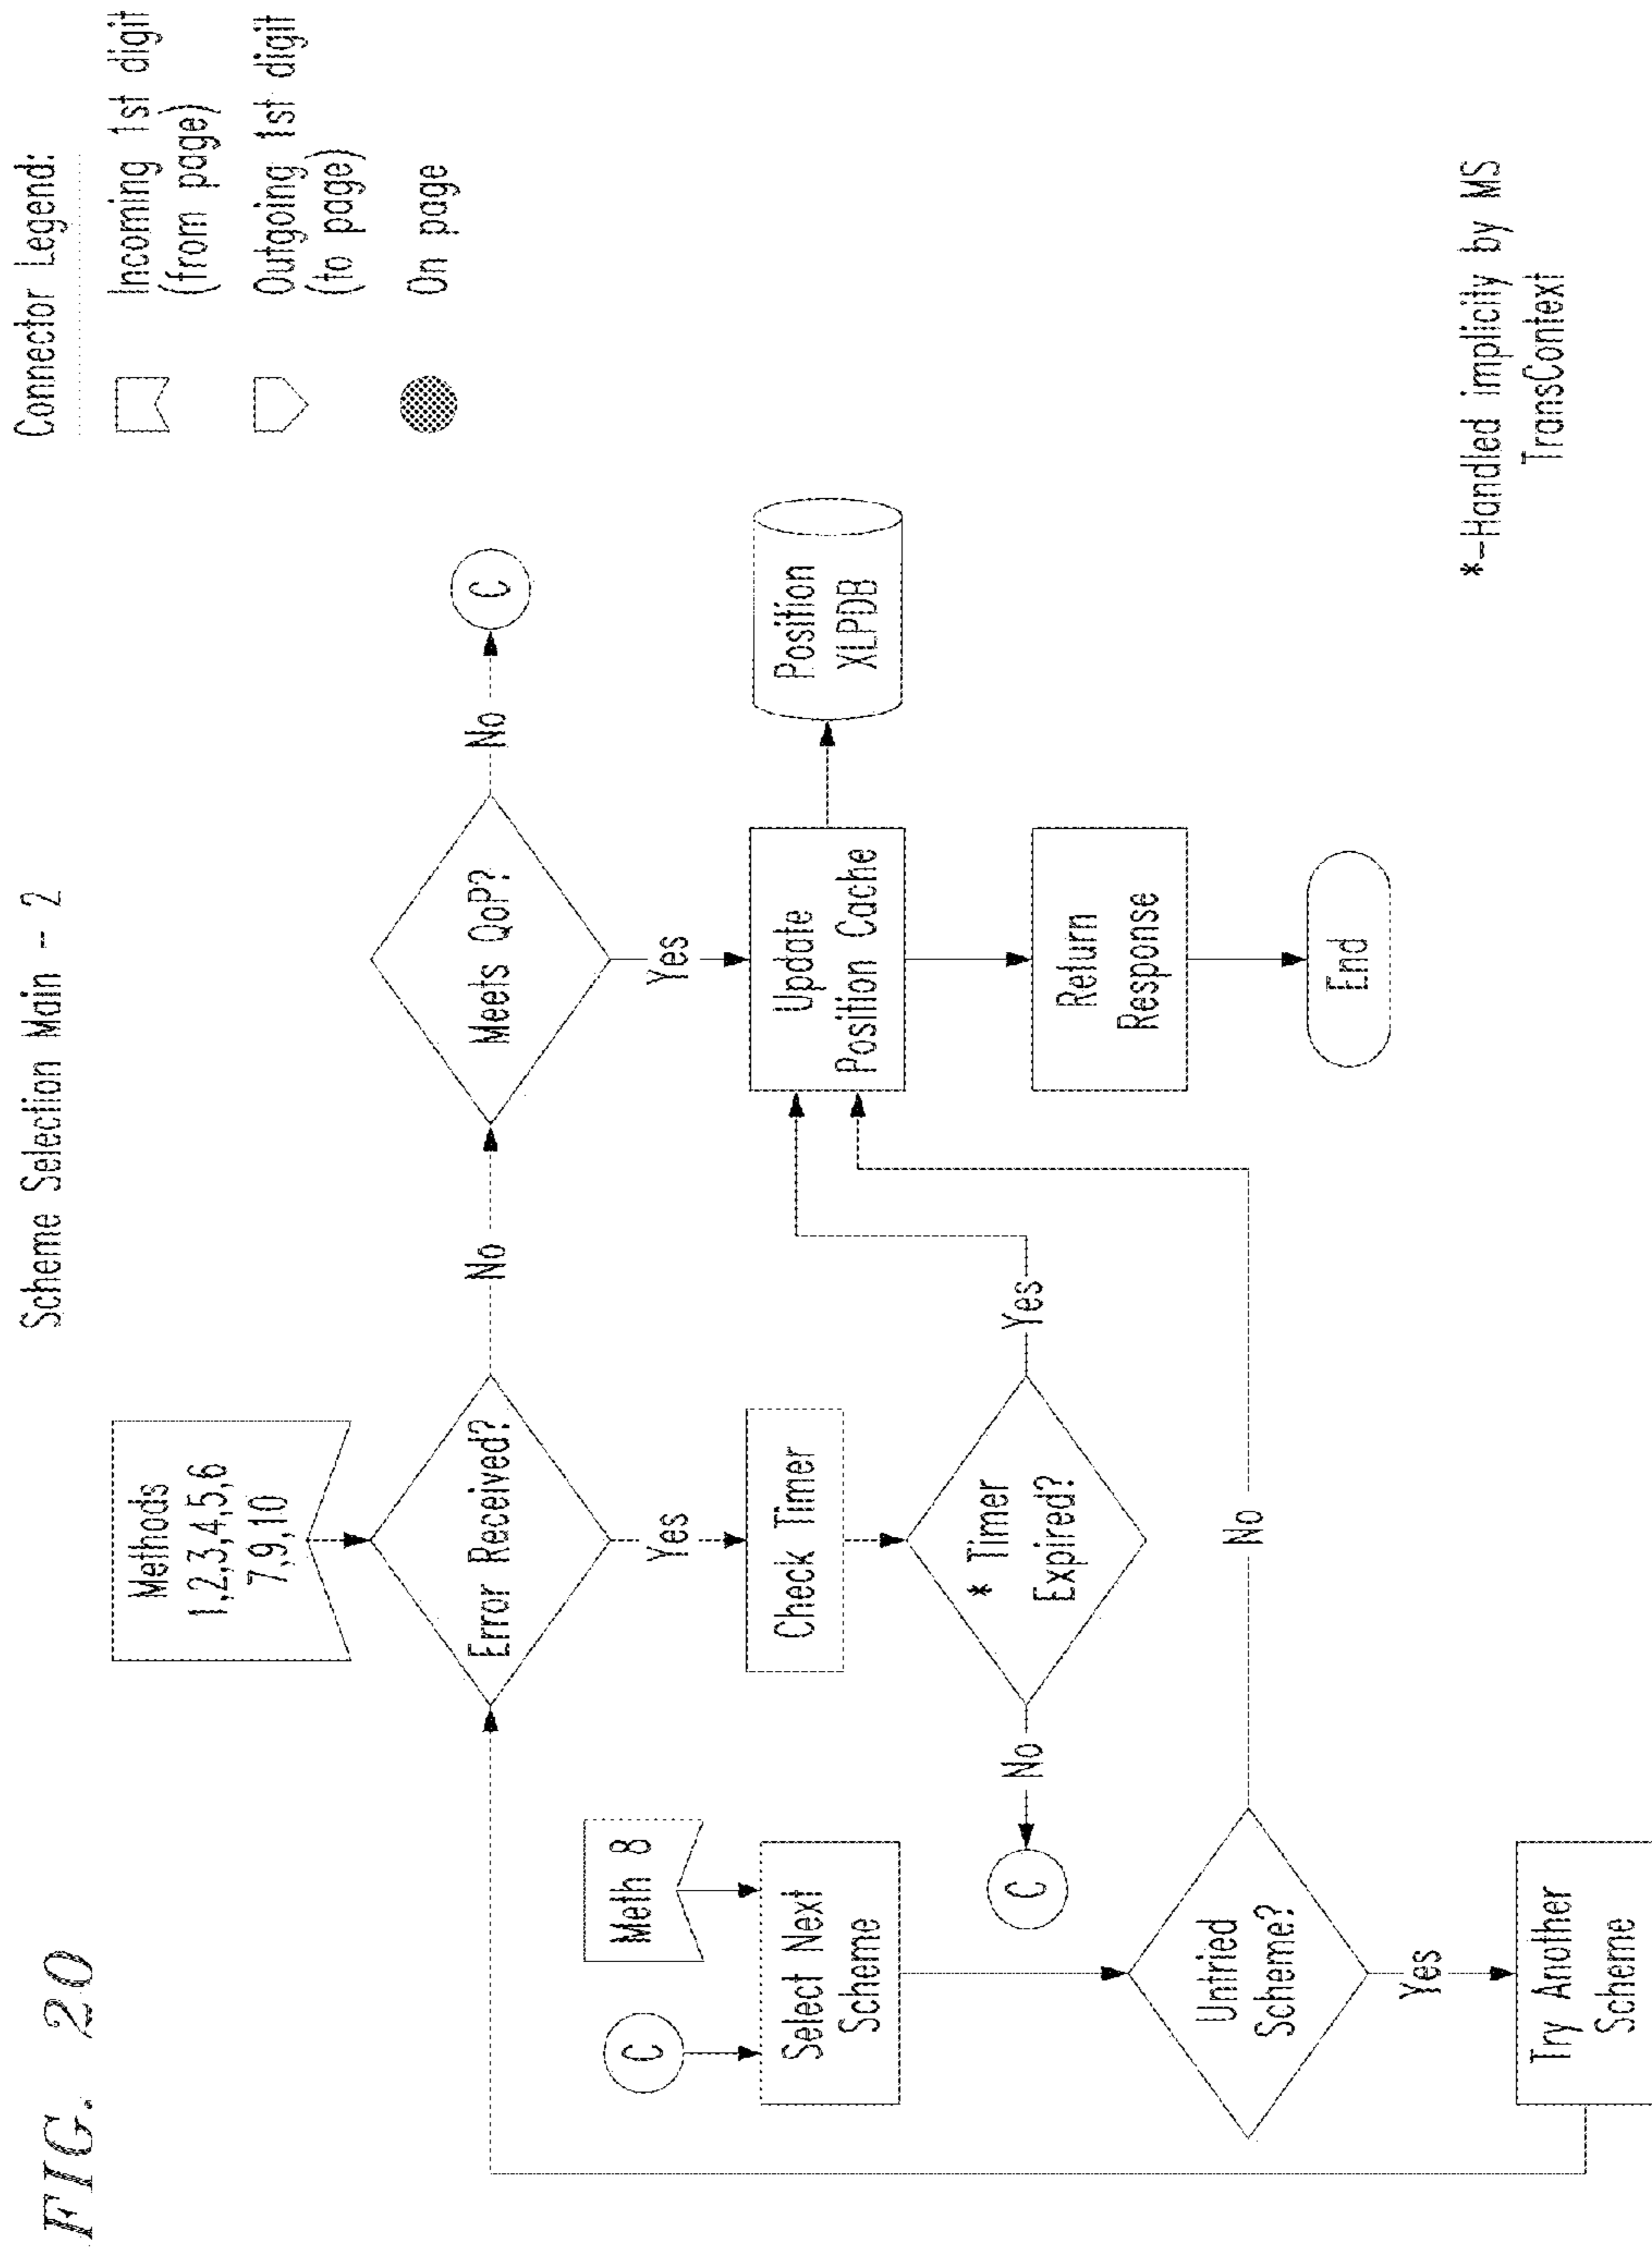 FIG. 20
Scheme Selection Main -- 2
Connector Legend:
Incoming 1st digit
(from page)
Outgoing 1st digit
(to page)
On page
Methods
1,2,3,4,5,6
7,9,10
Error Received?
No
Meets QoP?
No
C
Yes
Yes
Check Timer
Update
Position Cache
Position
XLPDB
* Timer
Expired?
Yes
No
C
Return
Response
End
C
Meth 8
Select Next
Scheme
Untried
Scheme?
No
Yes
Try Another
Scheme
*--Handled implicity by MS
TransContext